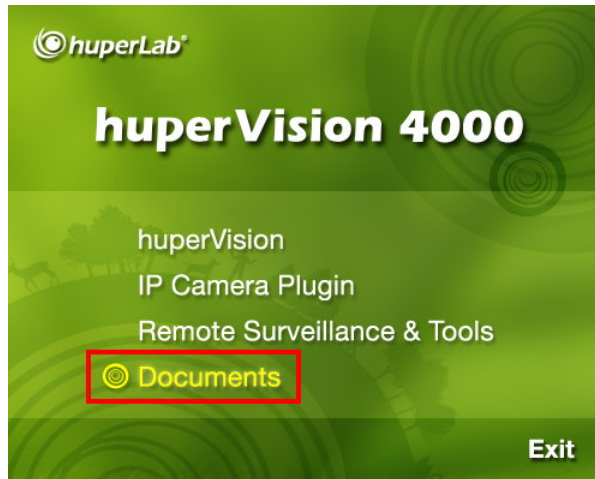 huperLab®
huperVision 4000
huperVision
IP Camera Plugin
Remote Surveillance & Tools
Documents
Exit